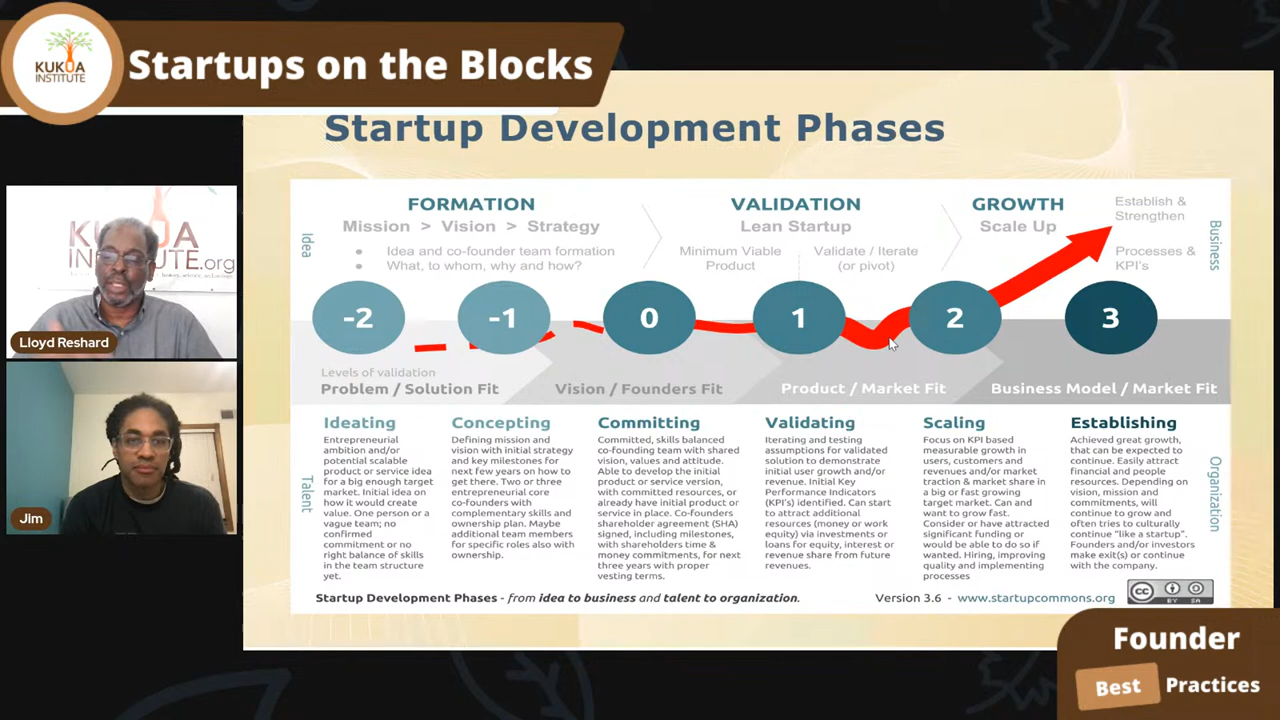 KUKUA
INSTITUTE
Startups on the Blocks
Startup Development Phases
FORMATION
Mission > Vision > Strategy
• Idea and co-founder team formation
• What, to whom, why and how?
VALIDATION
Lean Startup
Minimum Viable
Product
Validate / Iterate
(or pivot)
GROWTH
Scale Up
Establish &
Strengthen
Processes &
KPI's
Idea
Business
-2
-1
0
1
2
3
Levels of validation
Problem / Solution Fit
Vision / Founders Fit
Product / Market Fit
Business Model / Market Fit
Talent
Organization
Ideating
Entrepreneurial
ambition and/or
potential scalable
product or service idea
for a big enough target
market. Initial idea on
how it would create
value. One person or a
vague team; no
confirmed
commitment or no
right balance of skills
in the team structure
yet.
Concepting
Defining mission and
vision with initial strategy
and key milestones for
next few years on how to
get there. Two or three
entrepreneurial core
co-founders with
complementary skills and
ownership plan. Maybe
additional team members
for specific roles also with
ownership.
Committing
Committed, skills balanced
co-founding team with shared
vision, values and attitude.
Able to develop the initial
product or service version,
with committed resources, or
already have initial product or
service in place. Co-founders
shareholder agreement (SHA)
signed, including milestones,
with shareholders time &
money commitments, for next
three years with proper
vesting terms.
Validating
Iterating and testing
assumptions for validated
solution to demonstrate
initial user growth and/or
revenue. Initial Key
Performance Indicators
(KPI's) identified. Can start
to attract additional
resources (money or work
equity) via investments or
loans for equity, interest or
revenue share from future
revenues.
Scaling
Focus on KPI based
measurable growth in
users, customers and
revenues and/or market
traction & market share in
a big or fast growing
target market. Can and
want to grow fast.
Consider or have attracted
significant funding or
would be able to do so if
wanted. Hiring, improving
quality and implementing
processes
Establishing
Achieved great growth,
that can be expected to
continue. Easily attract
financial and people
resources. Depending on
vision, mission and
commitments, will
continue to grow and
often tries to culturally
continue "like a startup".
Founders and/or investors
make exit(s) or continue
with the company.
Startup Development Phases - from idea to business and talent to organization.
Version 3.6 - www.startupcommons.org
cc
BY SA
KUKUA
INSTITUTE.org
Lloyd Reshard
Jim
Founder
Best Practices